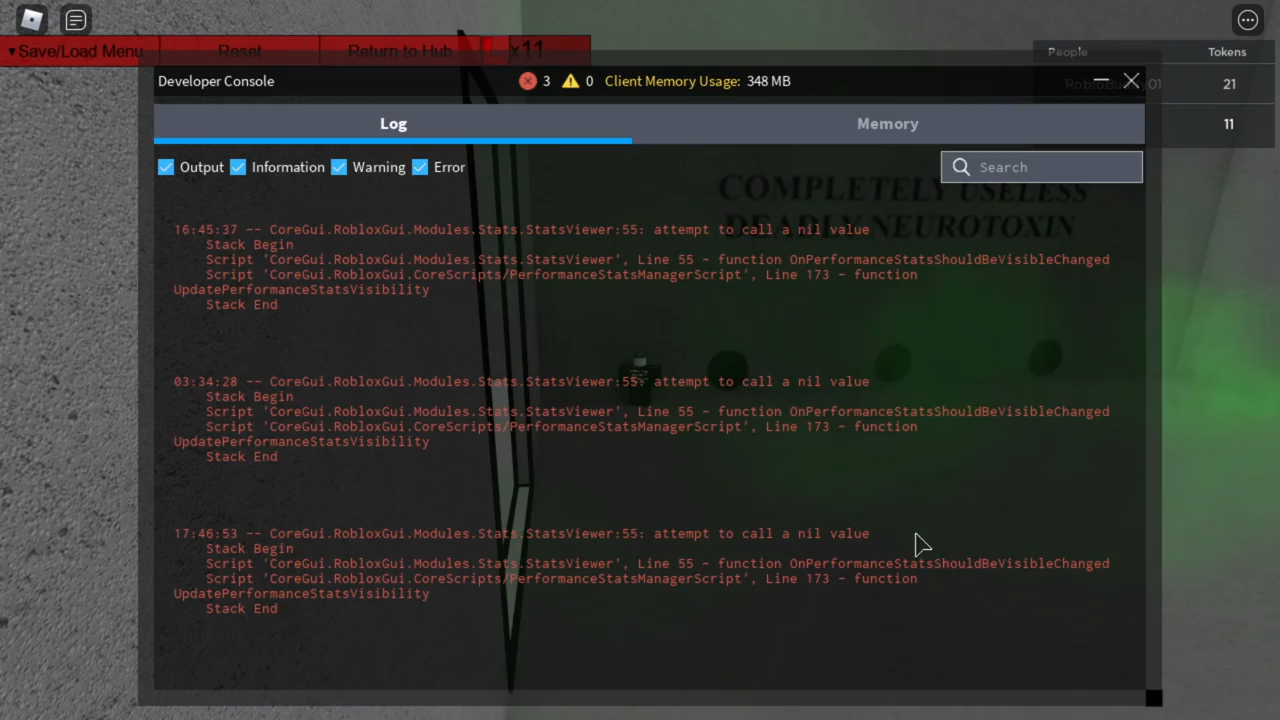 ▾Save/Load Menu Reset Return to Hub x11
People Tokens
21
11
Developer Console 3 0 Client Memory Usage: 348 MB
Log Memory
Output Information Warning Error Search
COMPLETELY USELESS
DEADLY NEUROTOXIN
16:45:37 -- CoreGui.RobloxGui.Modules.Stats.StatsViewer:55: attempt to call a nil value
Stack Begin
Script 'CoreGui.RobloxGui.Modules.Stats.StatsViewer', Line 55 - function OnPerformanceStatsShouldBeVisibleChanged
Script 'CoreGui.RobloxGui.CoreScripts/PerformanceStatsManagerScript', Line 173 - function
UpdatePerformanceStatsVisibility
Stack End
03:34:28 -- CoreGui.RobloxGui.Modules.Stats.StatsViewer:55: attempt to call a nil value
Stack Begin
Script 'CoreGui.RobloxGui.Modules.Stats.StatsViewer', Line 55 - function OnPerformanceStatsShouldBeVisibleChanged
Script 'CoreGui.RobloxGui.CoreScripts/PerformanceStatsManagerScript', Line 173 - function
UpdatePerformanceStatsVisibility
Stack End
17:46:53 -- CoreGui.RobloxGui.Modules.Stats.StatsViewer:55: attempt to call a nil value
Stack Begin
Script 'CoreGui.RobloxGui.Modules.Stats.StatsViewer', Line 55 - function OnPerformanceStatsShouldBeVisibleChanged
Script 'CoreGui.RobloxGui.CoreScripts/PerformanceStatsManagerScript', Line 173 - function
UpdatePerformanceStatsVisibility
Stack End